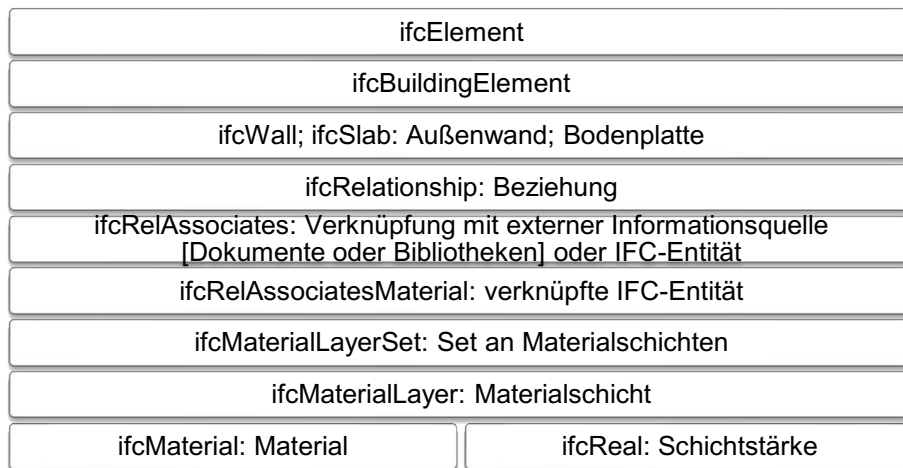 ifcElement
ifcBuildingElement
ifcWall; ifcSlab: Außenwand; Bodenplatte
ifcRelationship: Beziehung
ifcRelAssociates: Verknüpfung mit externer Informationsquelle
[Dokumente oder Bibliotheken] oder IFC-Entität
ifcRelAssociatesMaterial: verknüpfte IFC-Entität
ifcMaterialLayerSet: Set an Materialschichten
ifcMaterialLayer: Materialschicht
ifcMaterial: Material
ifcReal: Schichtstärke